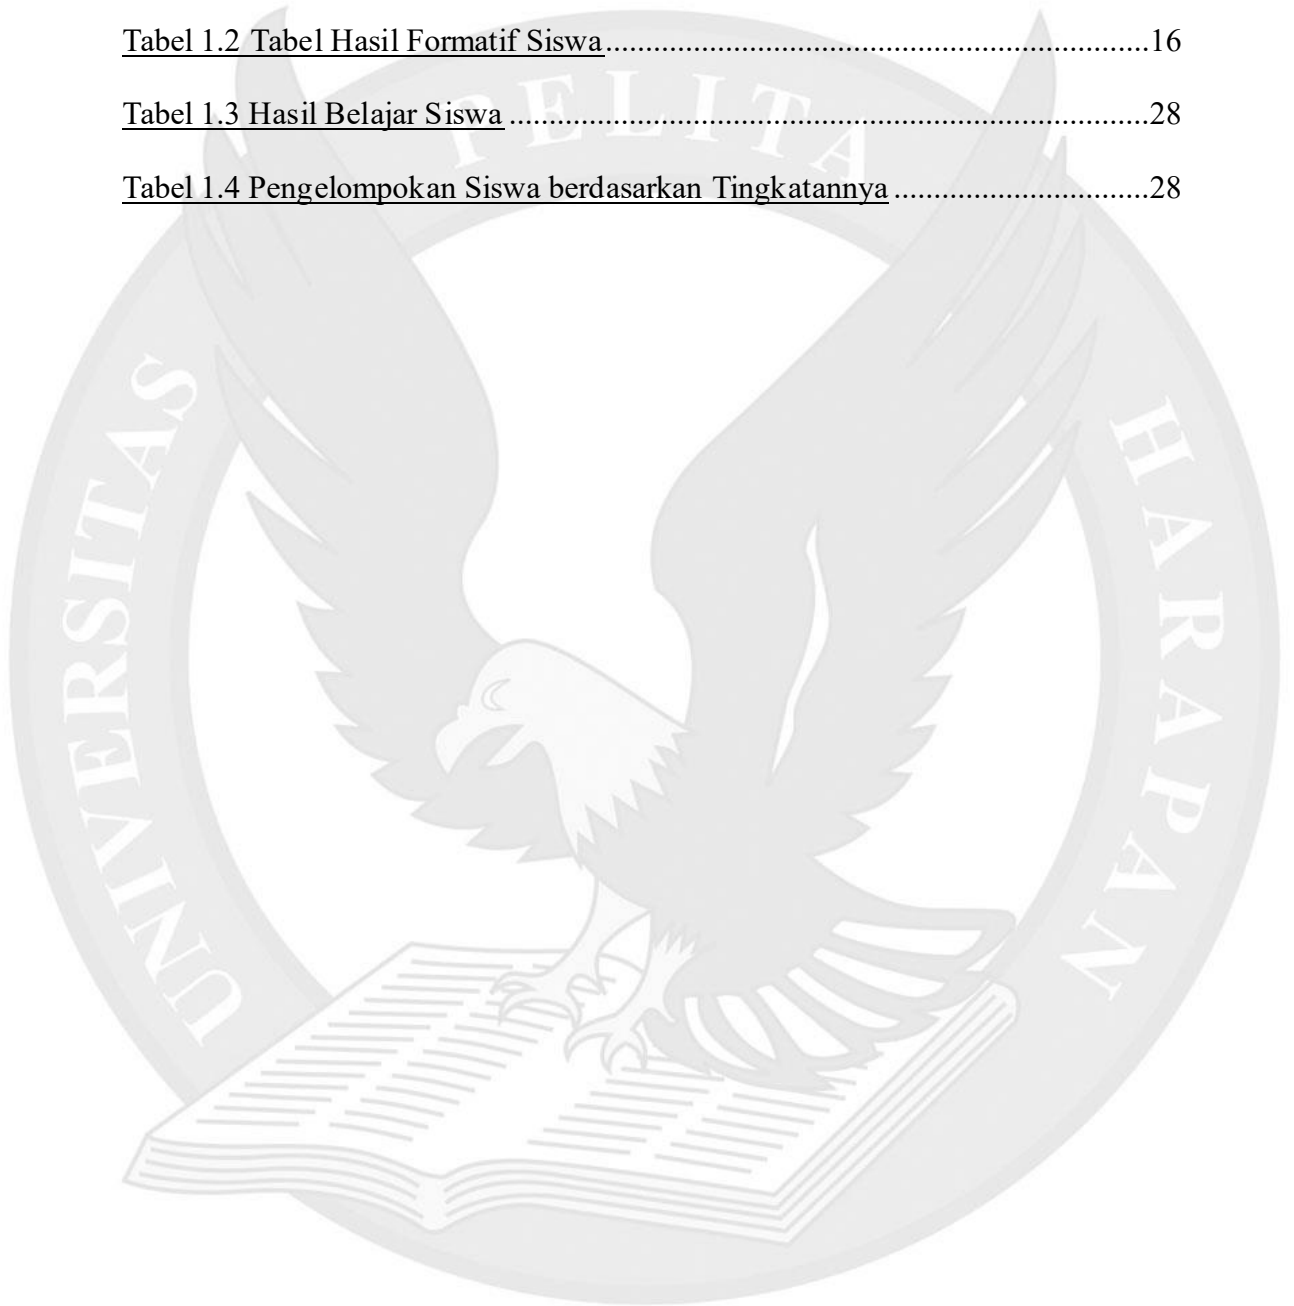 Tabel 1.2 Tabel Hasil Formatif Siswa....................................................................16
Tabel 1.3 Hasil Belajar Siswa................................................................................28
Tabel 1.4 Pengelompokan Siswa berdasarkan Tingkatannya................................28
UNIVERSITAS PELITA HARAPAN